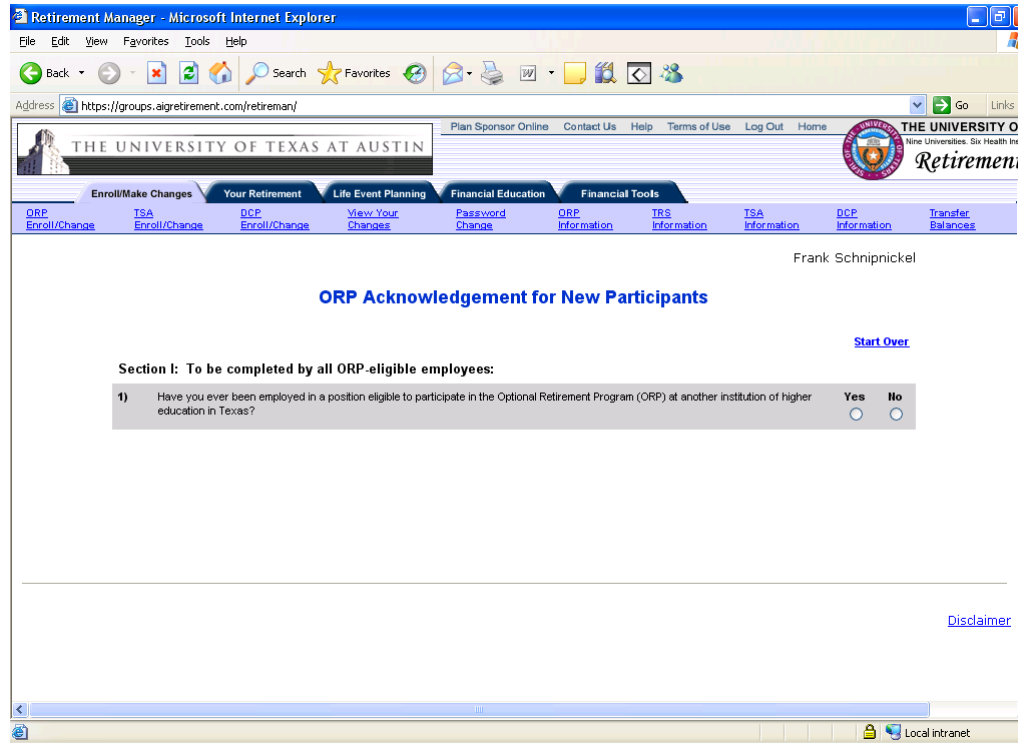 Retirement Manager - Microsoft Internet Explorer
File Edit View Favorites Tools Help
Back Search Favorites
Address https://groups.aigretirement.com/retireman/ Go Links
Plan Sponsor Online Contact Us Help Terms of Use Log Out Home
THE UNIVERSITY OF TEXAS AT AUSTIN
THE UNIVERSITY O
Nine Universities. Six Health Ins
Retirement
Enroll/Make Changes Your Retirement Life Event Planning Financial Education Financial Tools
ORP Enroll/Change TSA Enroll/Change DCP Enroll/Change View Your Changes Password Change ORP Information TRS Information TSA Information DCP Information Transfer Balances
Frank Schnipnickel
ORP Acknowledgement for New Participants
Start Over
Section I: To be completed by all ORP-eligible employees:
1) Have you ever been employed in a position eligible to participate in the Optional Retirement Program (ORP) at another institution of higher
education in Texas?
Yes No
Disclaimer
Local intranet